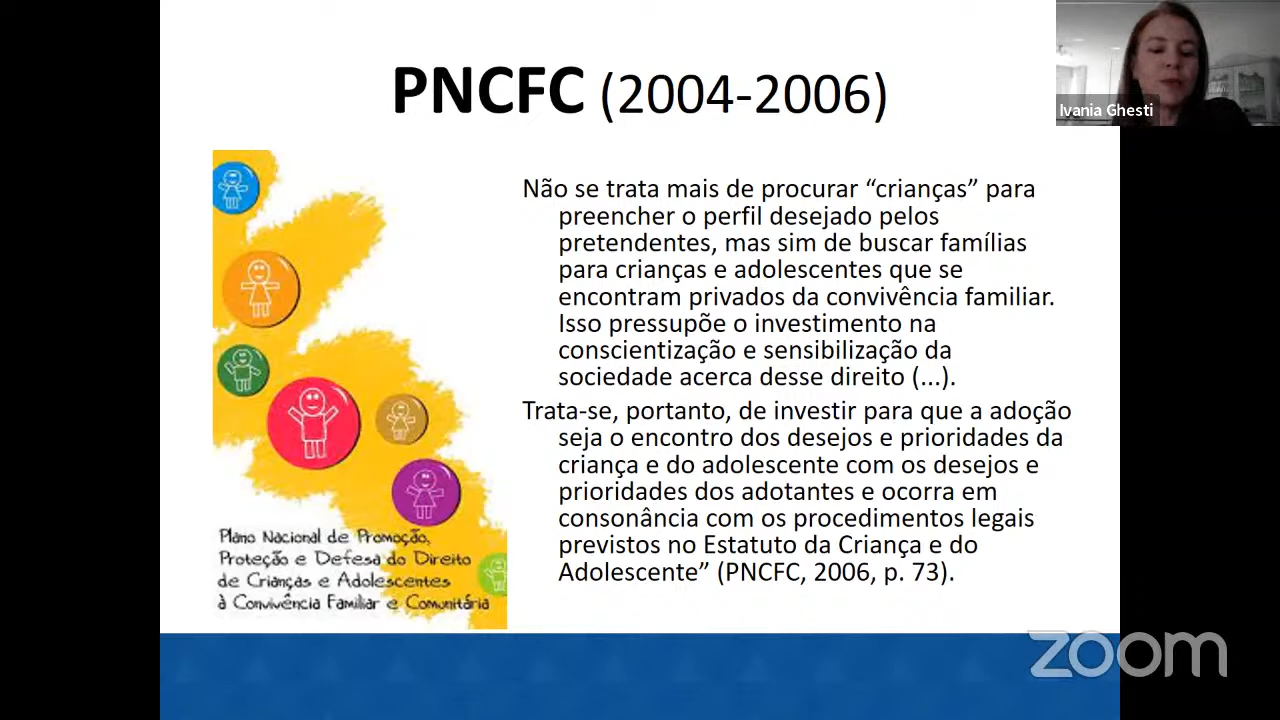 PNCFC (2004-2006)
Ivania Ghesti
Não se trata mais de procurar “crianças” para
preencher o perfil desejado pelos
pretendentes, mas sim de buscar famílias
para crianças e adolescentes que se
encontram privados da convivência familiar.
Isso pressupõe o investimento na
conscientização e sensibilização da
sociedade acerca desse direito (...).
Trata-se, portanto, de investir para que a adoção
seja o encontro dos desejos e prioridades da
criança e do adolescente com os desejos e
prioridades dos adotantes e ocorra em
consonância com os procedimentos legais
previstos no Estatuto da Criança e do
Adolescente” (PNCFC, 2006, p. 73).
Plano Nacional de Promoção,
Proteção e Defesa do Direito
de Crianças e Adolescentes
à Convivência Familiar e Comunitária
zoom